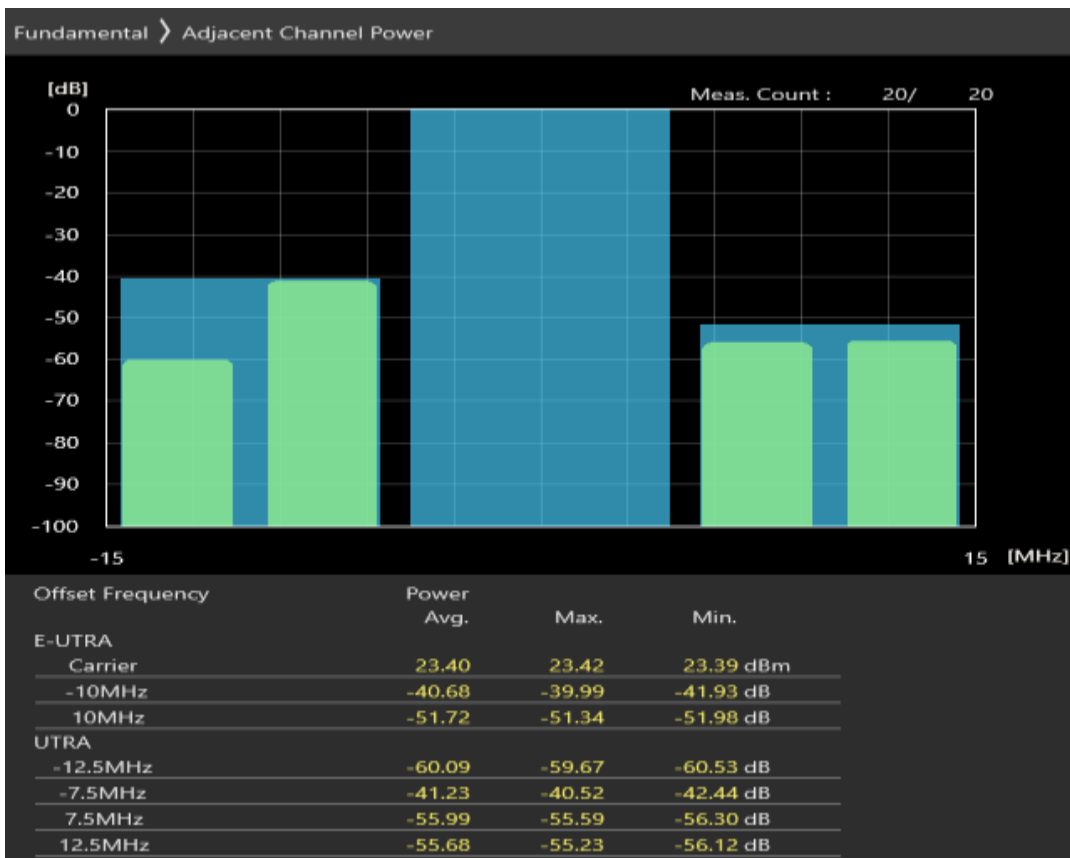 Fundamental 〉 Adjacent Channel Power
[dB]
Meas. Count : 20/ 20
0
-10
-20
-30
-40
-50
-60
-70
-80
-90
-100
-15 15 [MHz]
Offset Frequency Power
Avg. Max. Min.
E-UTRA
Carrier 23.40 23.42 23.39 dBm
-10MHz -40.68 -39.99 -41.93 dB
10MHz -51.72 -51.34 -51.98 dB
UTRA
-12.5MHz -60.09 -59.67 -60.53 dB
-7.5MHz -41.23 -40.52 -42.44 dB
7.5MHz -55.99 -55.59 -56.30 dB
12.5MHz -55.68 -55.23 -56.12 dB